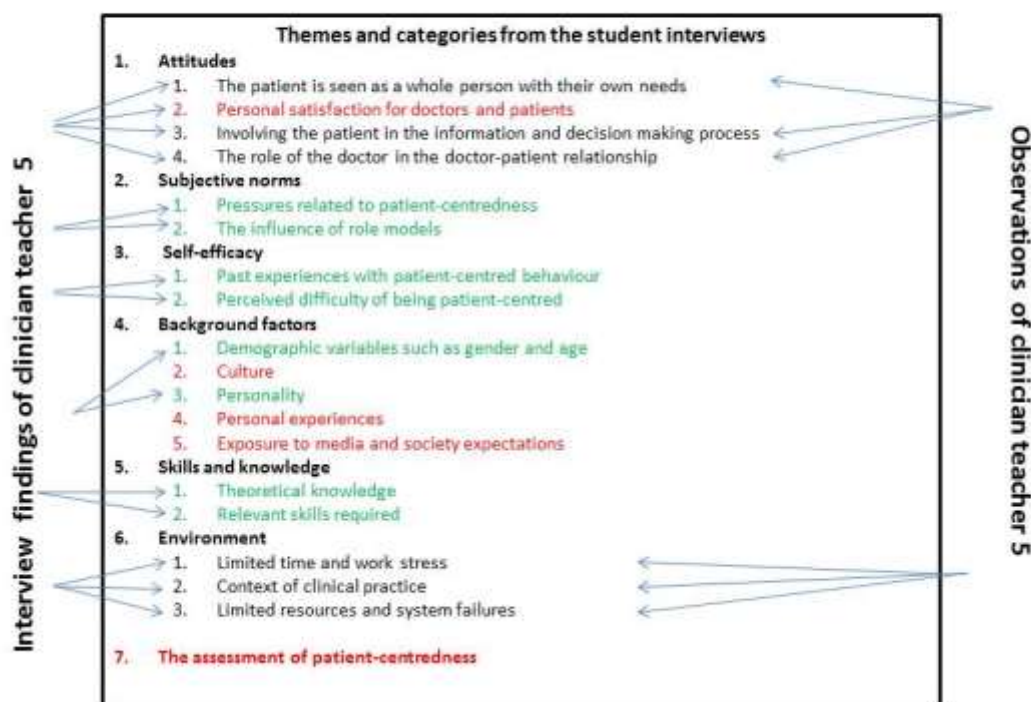 Themes and categories from the student interviews
1. Attitudes
1. The patient is seen as a whole person with their own needs
2. Personal satisfaction for doctors and patients
3. Involving the patient in the information and decision making process
4. The role of the doctor in the doctor-patient relationship
2. Subjective norms
1. Pressures related to patient-centredness
2. The influence of role models
3. Self-efficacy
1. Past experiences with patient-centred behaviour
2. Perceived difficulty of being patient-centred
4. Background factors
1. Demographic variables such as gender and age
2. Culture
3. Personality
4. Personal experiences
5. Exposure to media and society expectations
5. Skills and knowledge
1. Theoretical knowledge
2. Relevant skills required
6. Environment
1. Limited time and work stress
2. Context of clinical practice
3. Limited resources and system failures
7. The assessment of patient-centredness
Interview findings of clinician teacher 5
Observations of clinician teacher 5